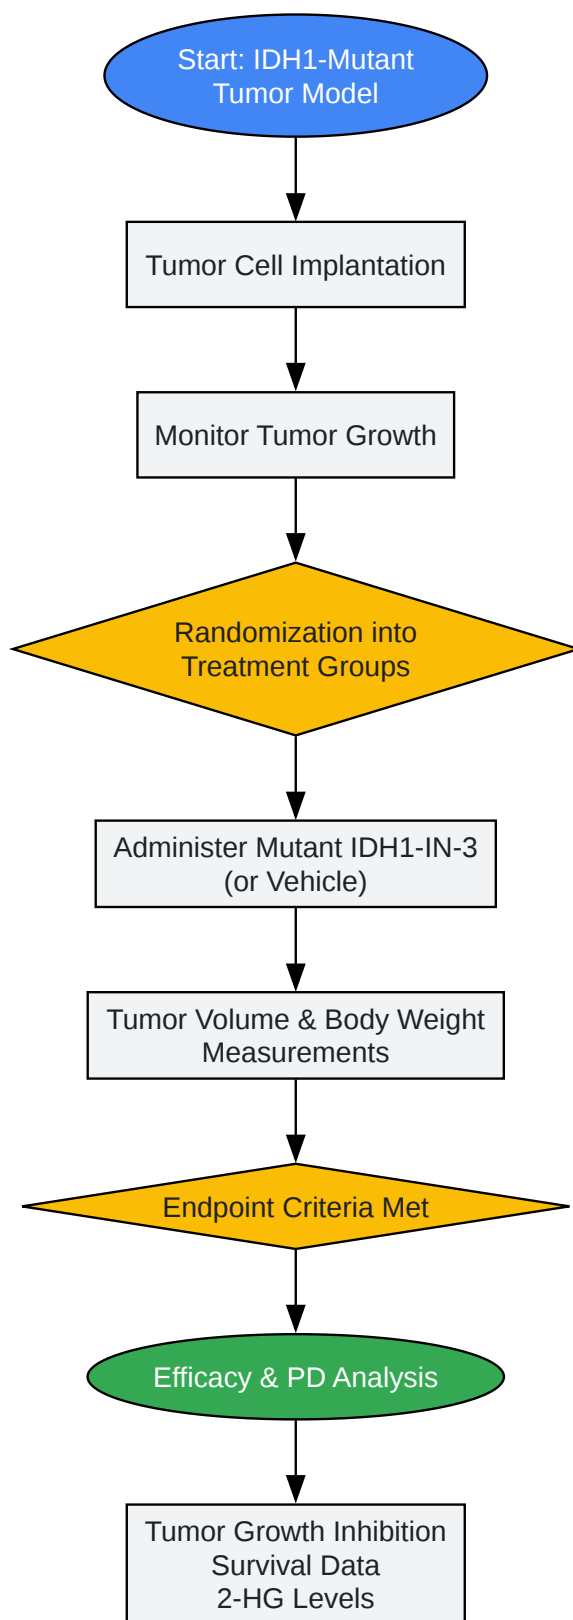 Start: IDH1-Mutant
Tumor Model
Tumor Cell Implantation
Monitor Tumor Growth
Randomization into
Treatment Groups
Administer Mutant IDH1-IN-3
(or Vehicle)
Tumor Volume & Body Weight
Measurements
Endpoint Criteria Met
Efficacy & PD Analysis
Tumor Growth Inhibition
Survival Data
2-HG Levels